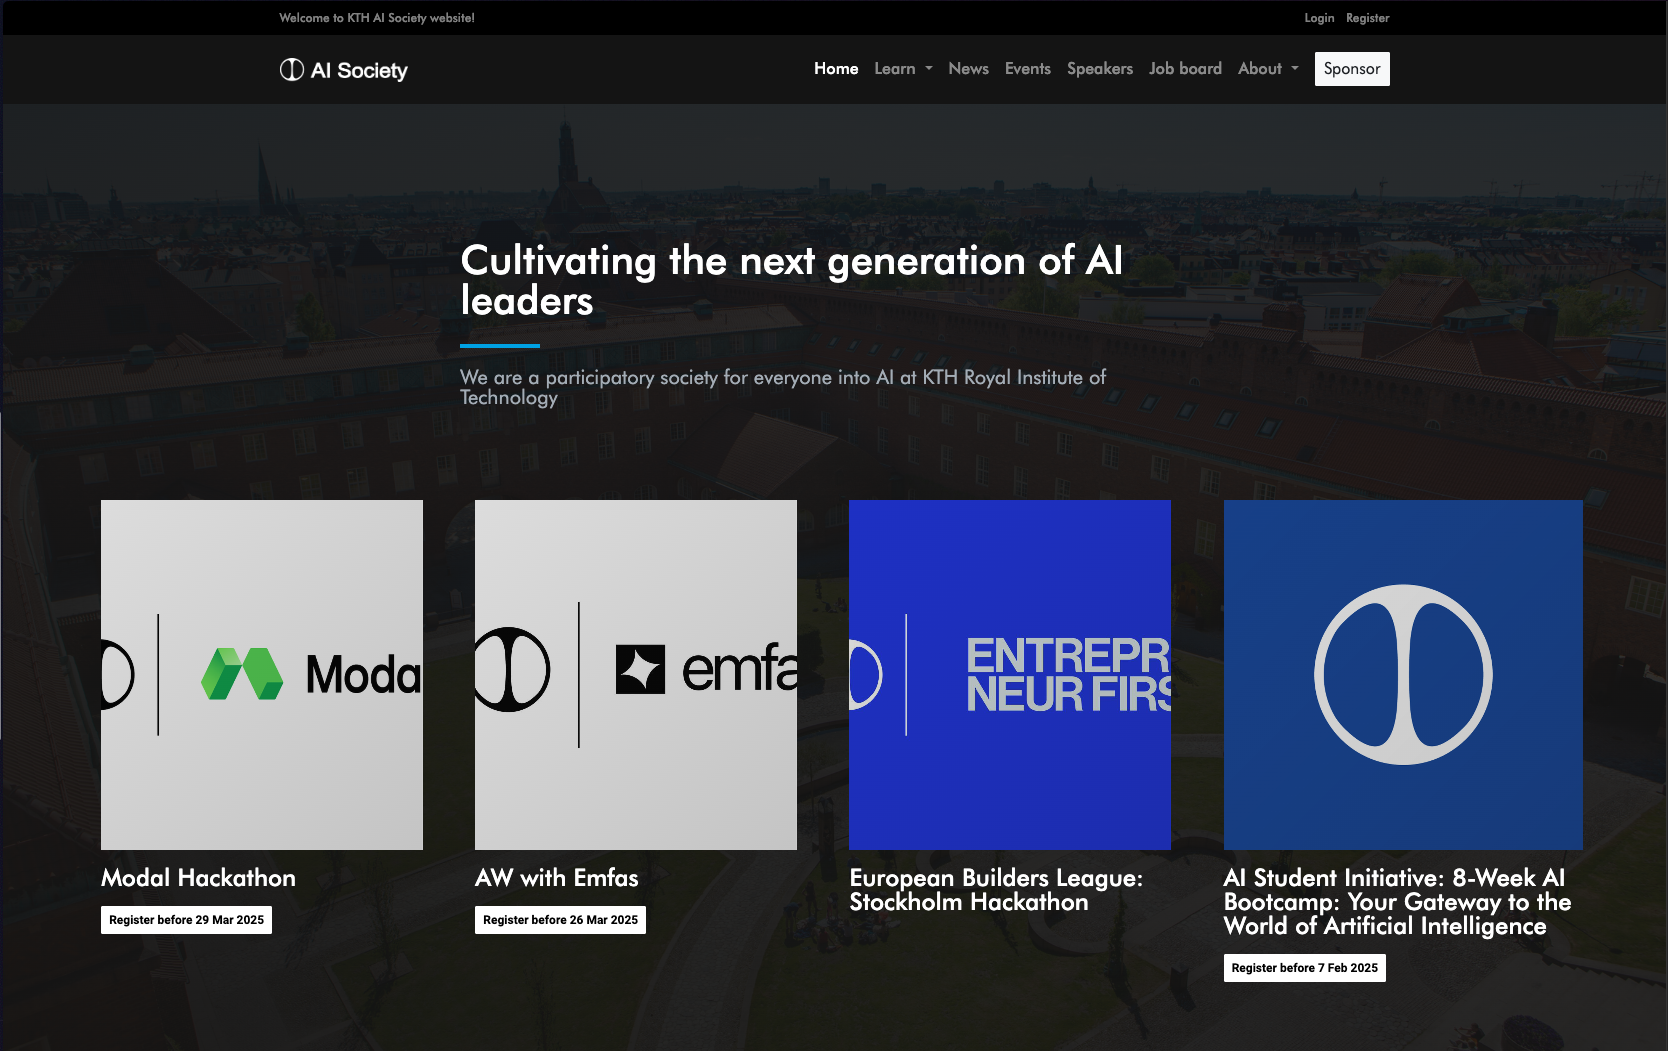 Welcome to KTH AI Society website!
Login Register
AI Society
Home Learn News Events Speakers Job board About Sponsor
Cultivating the next generation of AI
leaders
We are a participatory society for everyone into AI at KTH Royal Institute of
Technology
Moda
emfa
ENTREPR
NEUR FIRS
Modal Hackathon
Register before 29 Mar 2025
AW with Emfas
Register before 26 Mar 2025
European Builders League:
Stockholm Hackathon
AI Student Initiative: 8-Week AI
Bootcamp: Your Gateway to the
World of Artificial Intelligence
Register before 7 Feb 2025